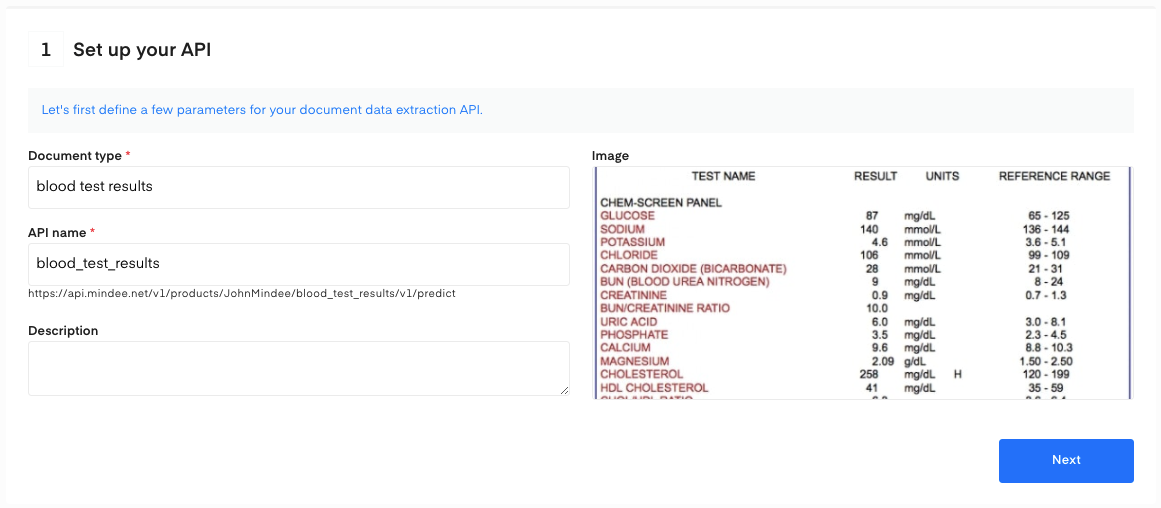 1 Set up your API
Let's first define a few parameters for your document data extraction API.
Document type *
blood test results
API name *
blood_test_results
https://api.mindee.net/v1/products/JohnMindee/blood_test_results/v1/predict
Description
Image
TEST NAME RESULT UNITS REFERENCE RANGE
CHEM-SCREEN PANEL
GLUCOSE 87 mg/dL 65 - 125
SODIUM 140 mmol/L 136 - 144
POTASSIUM 4.6 mmol/L 3.6 - 5.1
CHLORIDE 106 mmol/L 99 - 109
CARBON DIOXIDE (BICARBONATE) 28 mmol/L 21 - 31
BUN (BLOOD UREA NITROGEN) 9 mg/dL 8 - 24
CREATININE 0.9 mg/dL 0.7 - 1.3
BUN/CREATININE RATIO 10.0
URIC ACID 6.0 mg/dL 3.0 - 8.1
PHOSPHATE 3.5 mg/dL 2.3 - 4.5
CALCIUM 9.6 mg/dL 8.8 - 10.3
MAGNESIUM 2.09 g/dL 1.50 - 2.50
CHOLESTEROL 258 mg/dL H 120 - 199
HDL CHOLESTEROL 41 mg/dL 35 - 59
Next